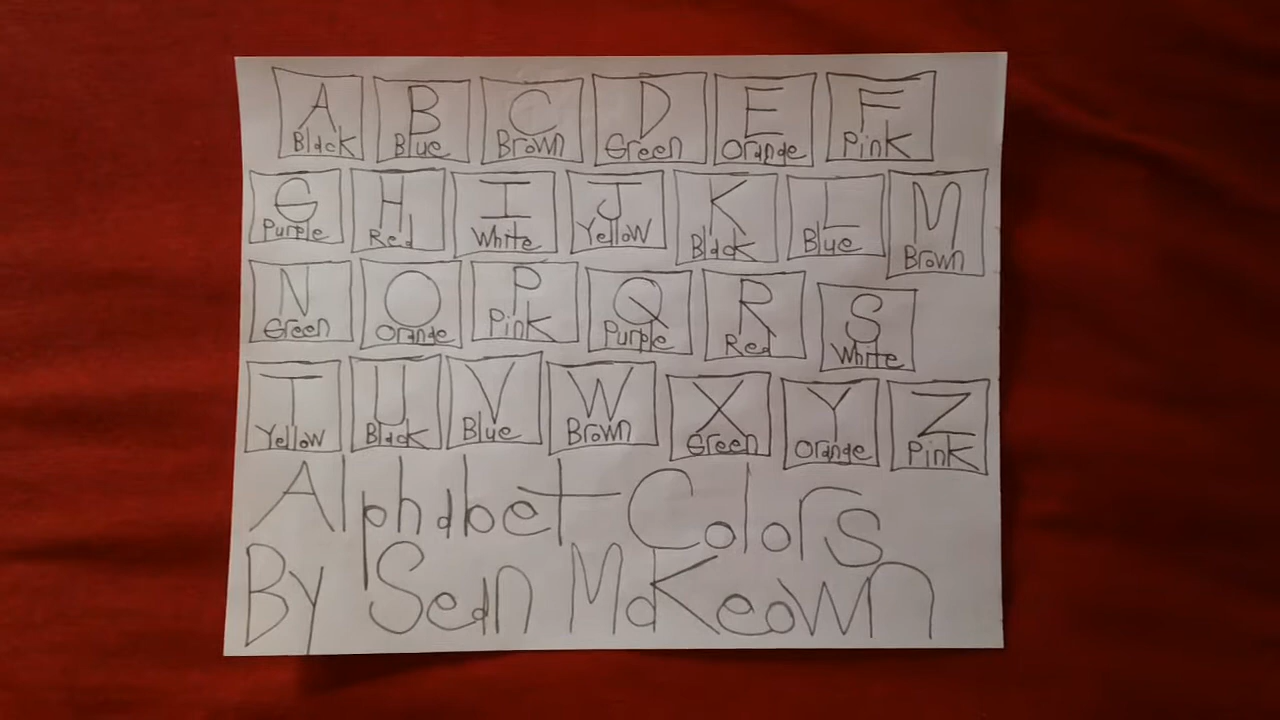 A B C D E F
Black Blue Brown Green Orange Pink
G H I J K L M
Purple Red White Yellow Black Blue Brown
N O P Q R S
Green Orange Pink Purple Red White
T U V W X Y Z
Yellow Black Blue Brown Green Orange Pink
Alphabet Colors
By Sean McKeown